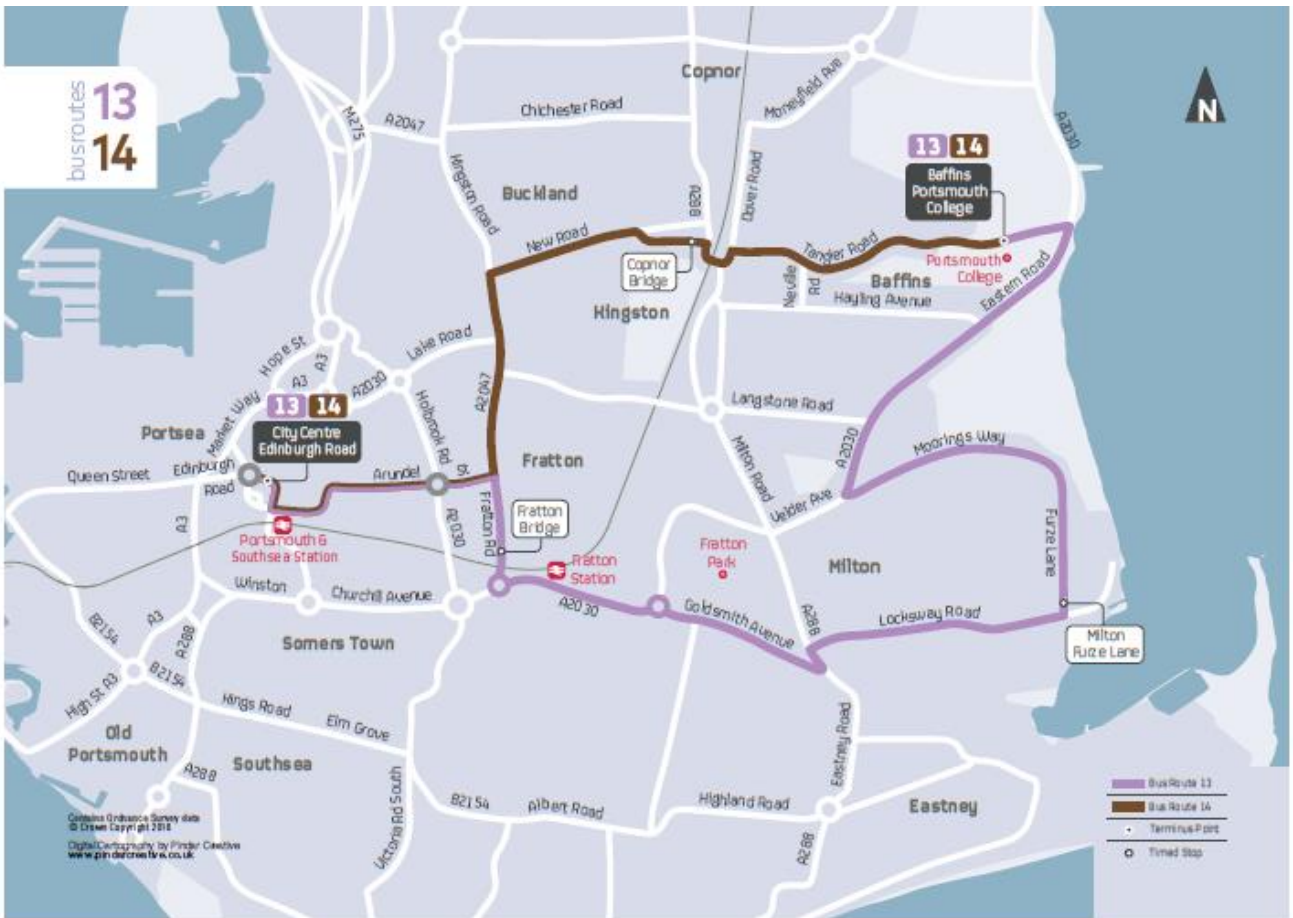 busroutes
13
14
Copnor
Chichester Road
Moneyfield Ave
M275
A2047
A2030
Kingston Road
Buckland
A288
Dover Road
13 14
Baffins
Portsmouth
College
N
New Road
Copnor
Bridge
Tangier Road
Portsmouth
College
Neville
Rd
Baffins
Hayling Avenue
Eastern Road
Kingston
Hope St
A3
A3
A2030
Lake Road
A2047
Langstone Road
Market Way
13 14
City Centre
Edinburgh Road
Holbrook Rd
Portsea
Queen Street
Edinburgh
Road
Arundel
St
Fratton
Milton Road
A2030
Moorings Way
Velder Ave
Furze Lane
A3
Portsmouth &
Southsea Station
A2030
Fratton Rd
Fratton
Bridge
Fratton
Station
Fratton
Park
Milton
Winston
Churchill Avenue
A2030
Goldsmith Avenue
A288
Locksway Road
Milton
Furze Lane
B2154
A3
A288
Somers Town
High St A3
B2154
Kings Road
Elm Grove
Old
Portsmouth
Southsea
A288
Victoria Rd South
B2154
Albert Road
Highland Road
Eastney Road
A288
Eastney
Contains Ordnance Survey data
© Crown Copyright 2016
Digital Cartography by Pinder Creative
www.pindercreative.co.uk
Bus Route 13
Bus Route 14
Terminus Point
Timed Stop